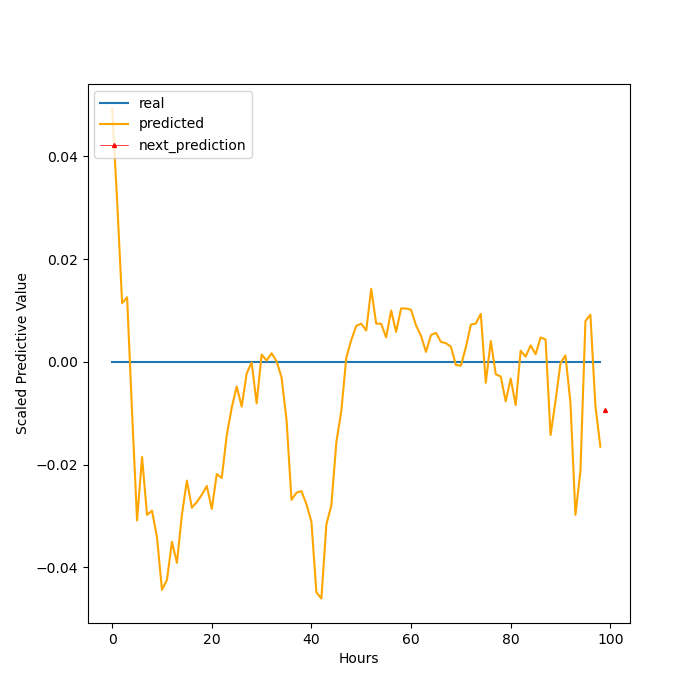 real
predicted
next_prediction
0.04
0.02
0.00
−0.02
−0.04
Scaled Predictive Value
0 20 40 60 80 100
Hours